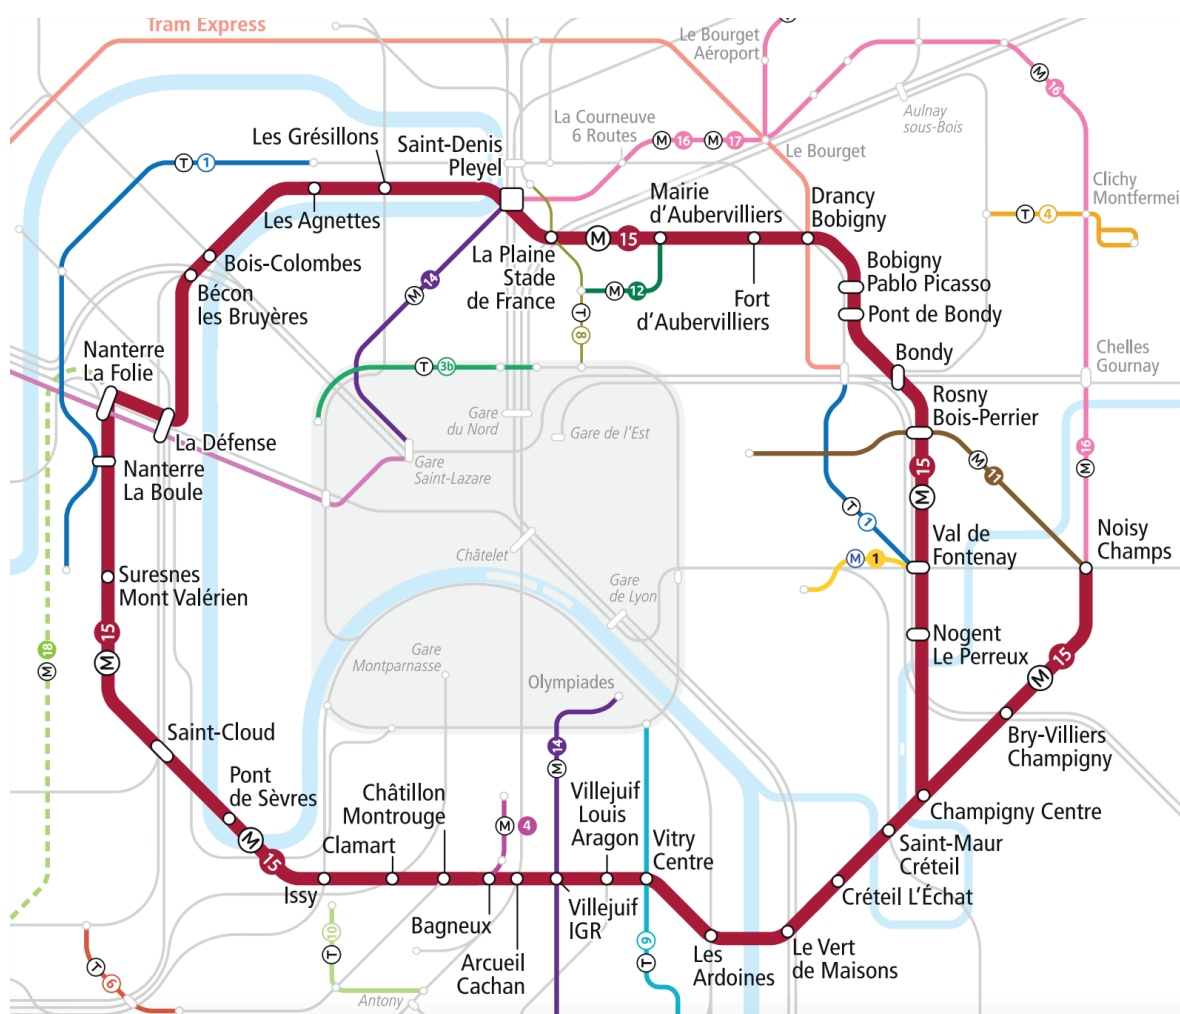 Tram Express
Le Bourget
Aéroport
M 16
La Courneuve
6 Routes
M 16 M 17
Aulnay
sous-Bois
Le Bourget
Les Grésillons
Saint-Denis
Pleyel
T 1
Les Agnettes
Mairie
d'Aubervilliers
Drancy
Bobigny
Clichy
Montfermei
T 4
M 15
La Plaine
Stade
de France
Bois-Colombes
Bécon
les Bruyères
M 14
M 12
T 8
Fort
d'Aubervilliers
Bobigny
Pablo Picasso
Pont de Bondy
Bondy
Chelles
Gournay
Nanterre
La Folie
T 3b
Rosny
Bois-Perrier
Gare
du Nord
Gare de l'Est
La Défense
Gare
Saint-Lazare
Nanterre
La Boule
15
M
M 11
16
M
T 1
Val de
Fontenay
Noisy
Champs
Châtelet
M 1
Gare
de Lyon
Suresnes
Mont Valérien
15
M
M 18
Nogent
Le Perreux
M 15
Gare
Montparnasse
Olympiades
Saint-Cloud
14
M
Bry-Villiers
Champigny
Pont
de Sèvres
M 15
Châtillon
Montrouge
Villejuif
Louis
Aragon
Champigny Centre
M 4
Clamart
Vitry
Centre
Saint-Maur
Créteil
Issy
Créteil L'Échat
Bagneux
Villejuif
IGR
10
T
9
T
Arcueil
Cachan
Les
Ardoines
Le Vert
de Maisons
T 6
Antony